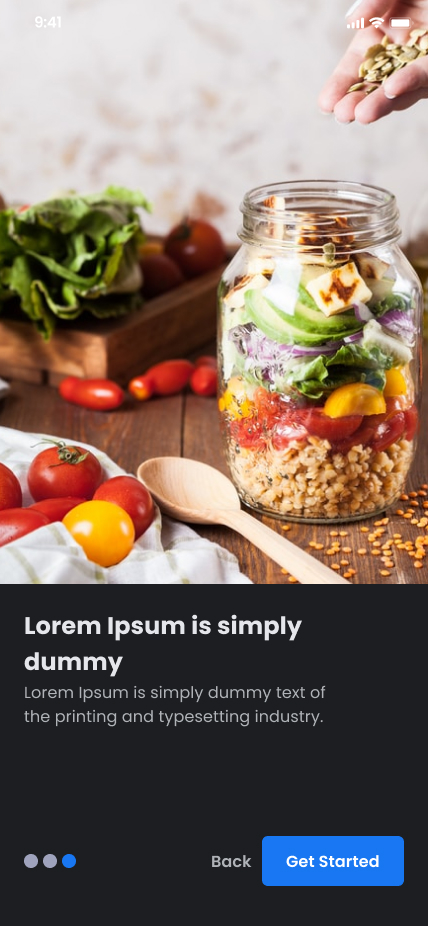 9:41
Lorem Ipsum is simply
dummy
Lorem Ipsum is simply dummy text of
the printing and typesetting industry.
Back
Get Started